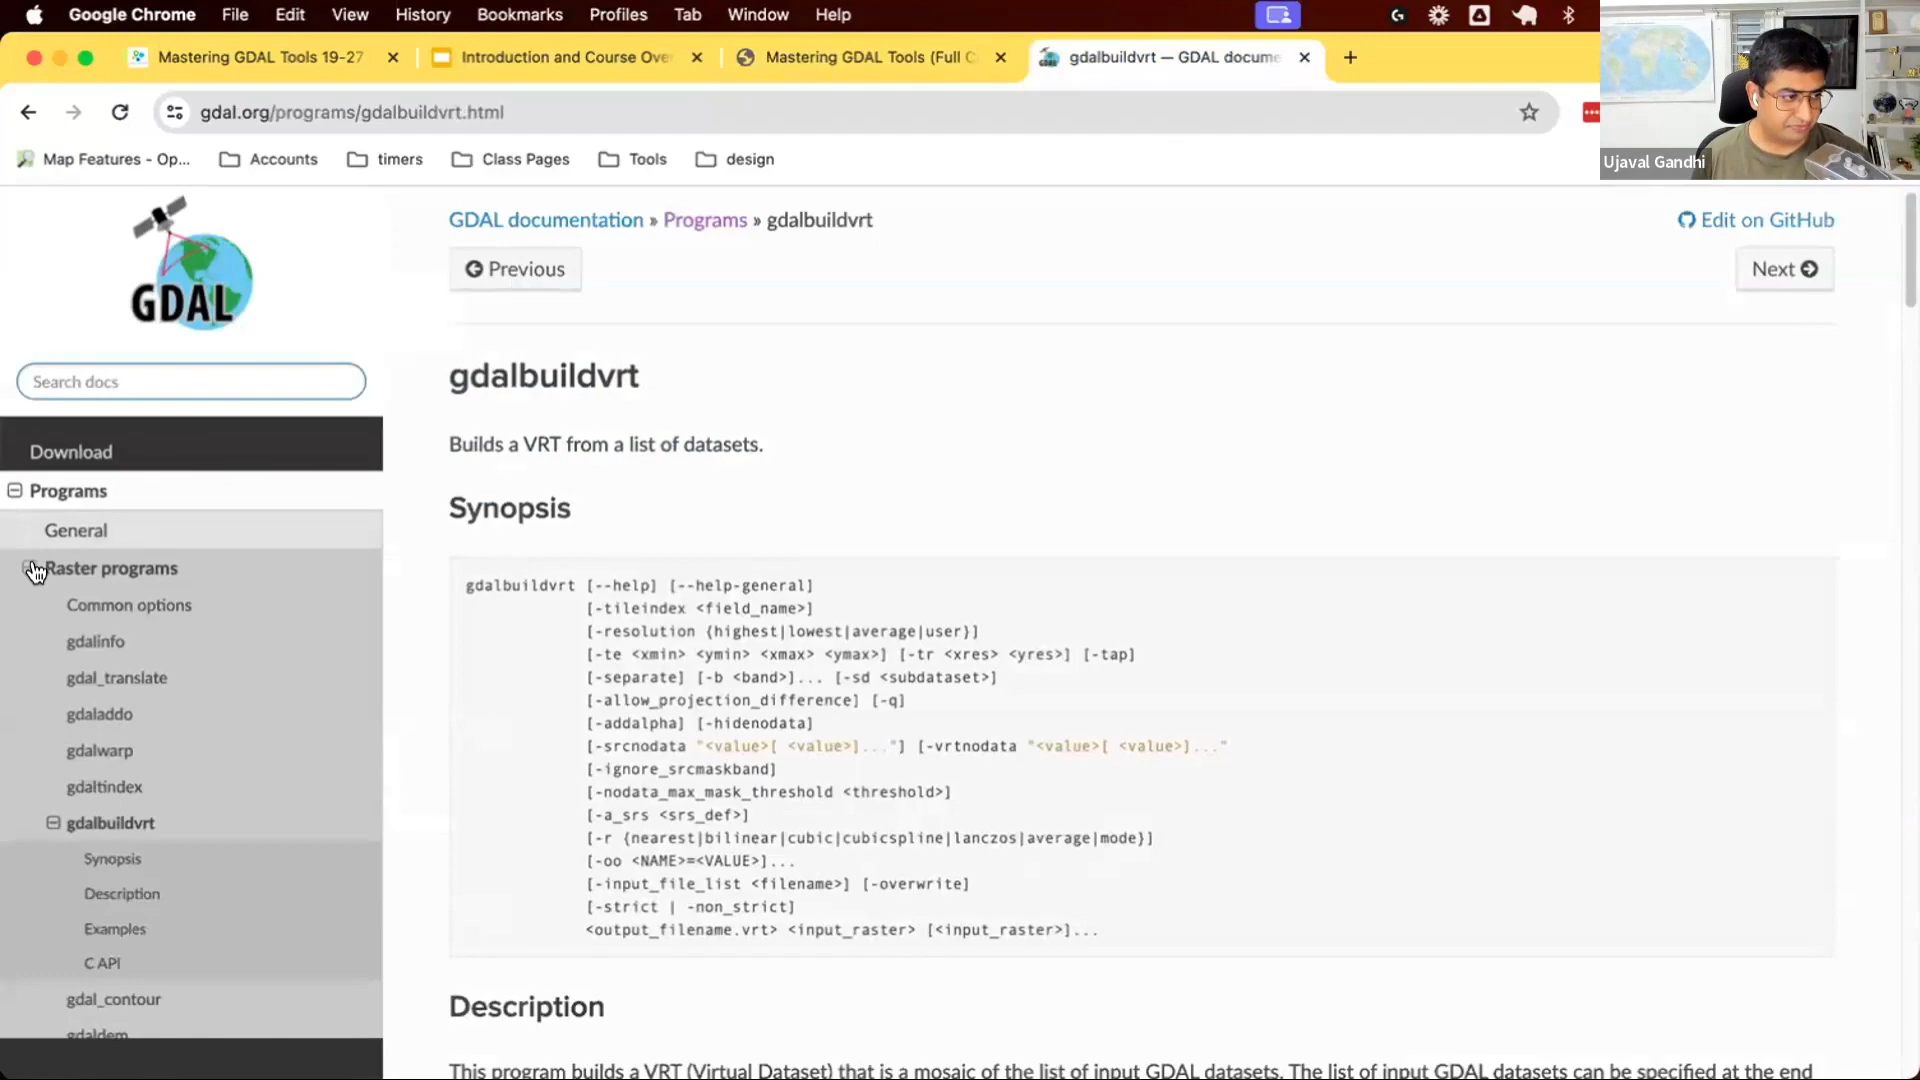 Google Chrome File Edit View History Bookmarks Profiles Tab Window Help
Mastering GDAL Tools 19-27
Introduction and Course Ove
Mastering GDAL Tools (Full C
gdalbuildvrt — GDAL docume
gdal.org/programs/gdalbuildvrt.html
Map Features - Op...
Accounts
timers
Class Pages
Tools
design
Ujaval Gandhi
GDAL
Search docs
Download
Programs
General
Raster programs
Common options
gdalinfo
gdal_translate
gdaladdo
gdalwarp
gdaltindex
gdalbuildvrt
Synopsis
Description
Examples
C API
gdal_contour
gdaldem
GDAL documentation » Programs » gdalbuildvrt
Edit on GitHub
Previous
Next
gdalbuildvrt
Builds a VRT from a list of datasets.
Synopsis
gdalbuildvrt [--help] [--help-general]
[-tileindex <field_name>]
[-resolution {highest|lowest|average|user}]
[-te <xmin> <ymin> <xmax> <ymax>] [-tr <xres> <yres>] [-tap]
[-separate] [-b <band>]... [-sd <subdataset>]
[-allow_projection_difference] [-q]
[-addalpha] [-hidenodata]
[-srcnodata "<value>[ <value>]..."] [-vrtnodata "<value>[ <value>]..."
[-ignore_srcmaskband]
[-nodata_max_mask_threshold <threshold>]
[-a_srs <srs_def>]
[-r {nearest|bilinear|cubic|cubicspline|lanczos|average|mode}]
[-oo <NAME>=<VALUE>]...
[-input_file_list <filename>] [-overwrite]
[-strict | -non_strict]
<output_filename.vrt> <input_raster> [<input_raster>]...
Description
This program builds a VRT (Virtual Dataset) that is a mosaic of the list of input GDAL datasets. The list of input GDAL datasets can be specified at the end